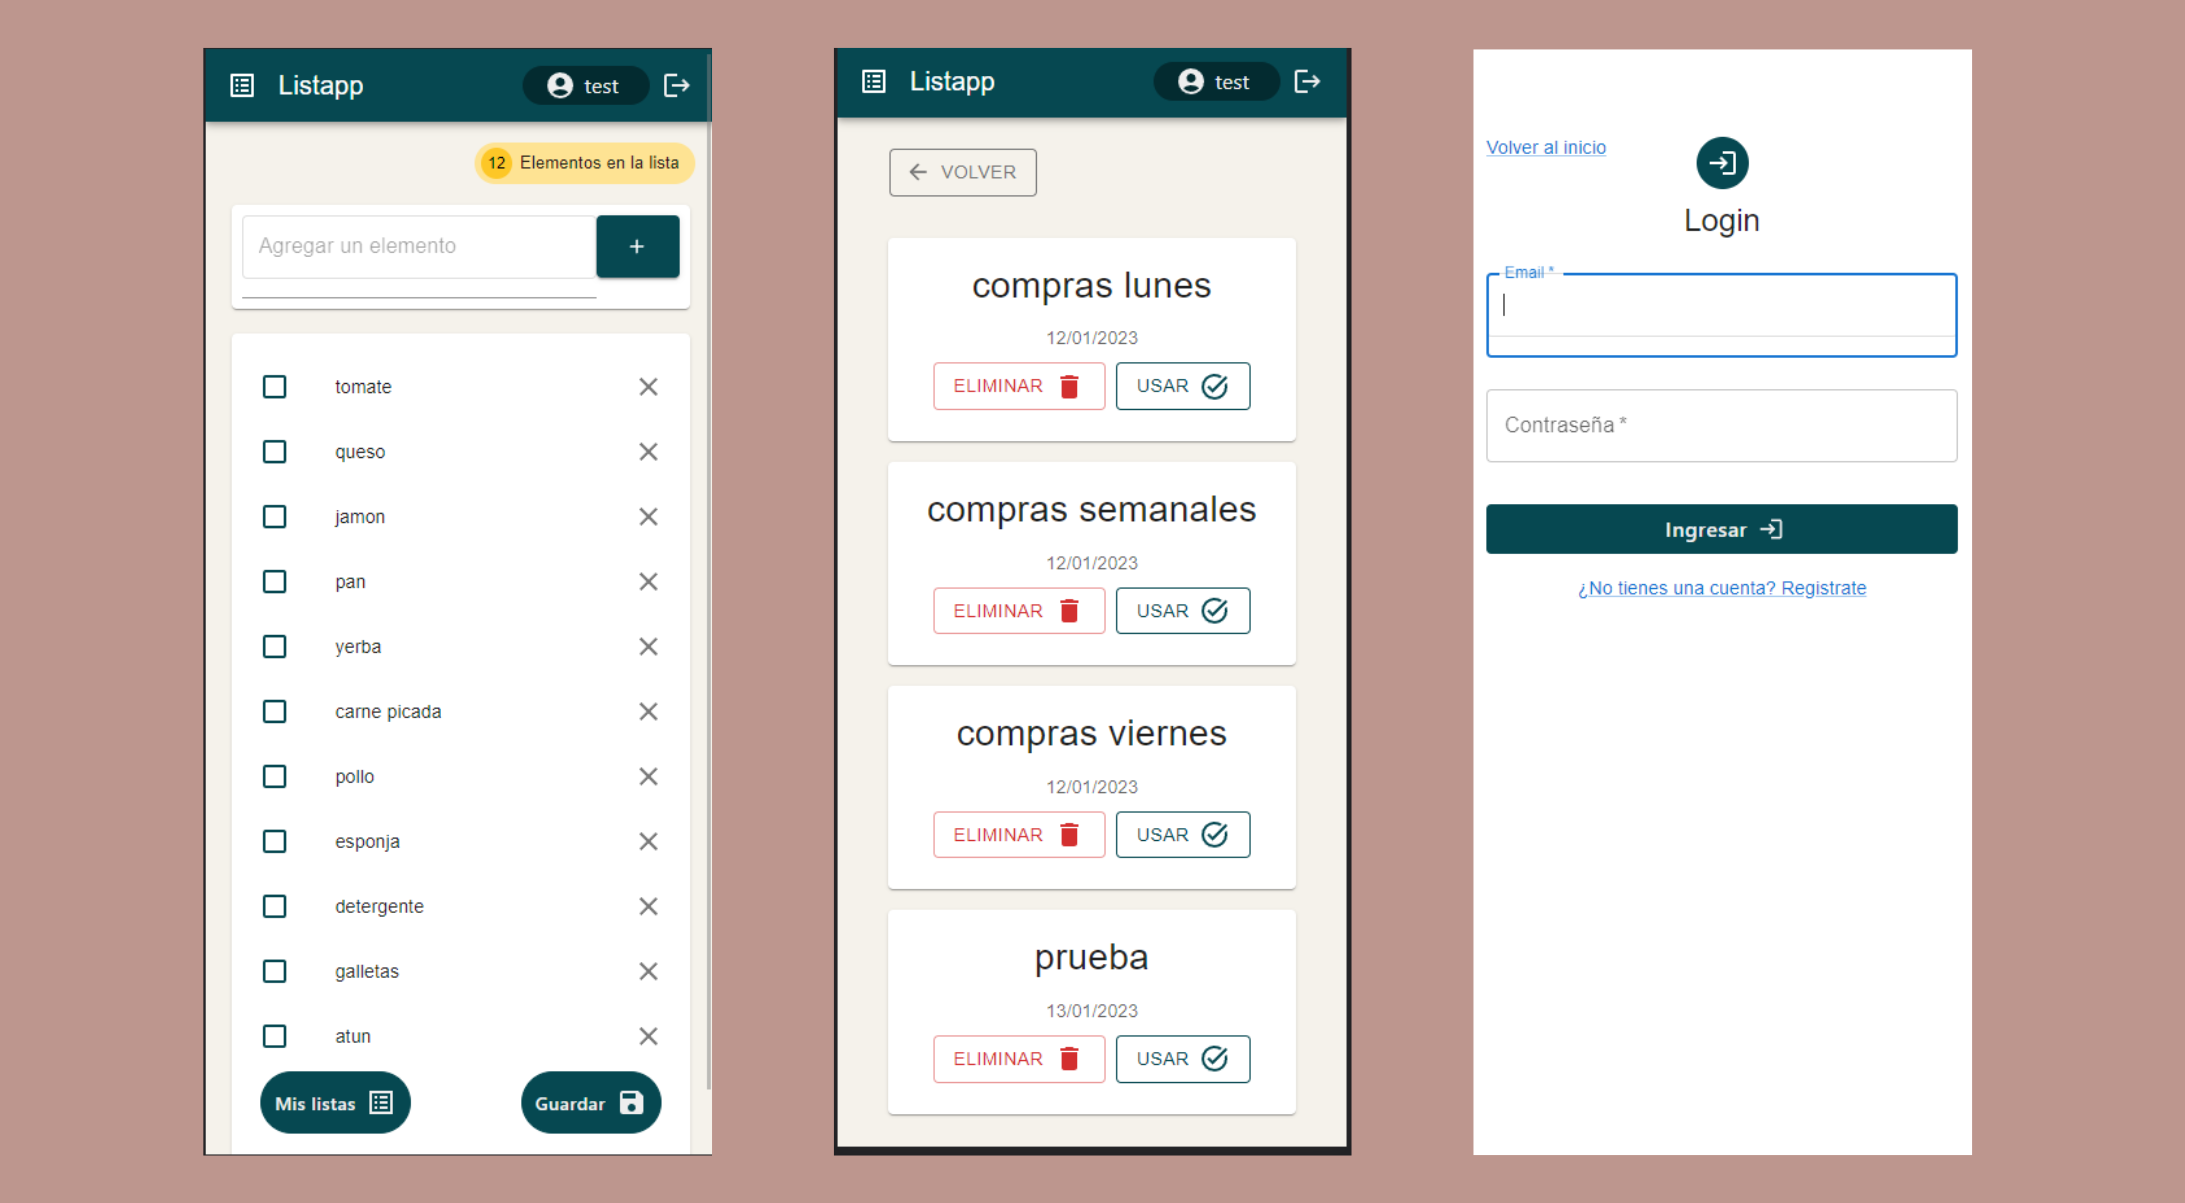 Listapp test
12 Elementos en la lista
Agregar un elemento +
tomate
queso
jamon
pan
yerba
carne picada
pollo
esponja
detergente
galletas
atun
Mis listas Guardar
Listapp test
VOLVER
compras lunes
12/01/2023
ELIMINAR USAR
compras semanales
12/01/2023
ELIMINAR USAR
compras viernes
12/01/2023
ELIMINAR USAR
prueba
13/01/2023
ELIMINAR USAR
Volver al inicio
Login
Email *
Contraseña *
Ingresar
¿No tienes una cuenta? Registrate